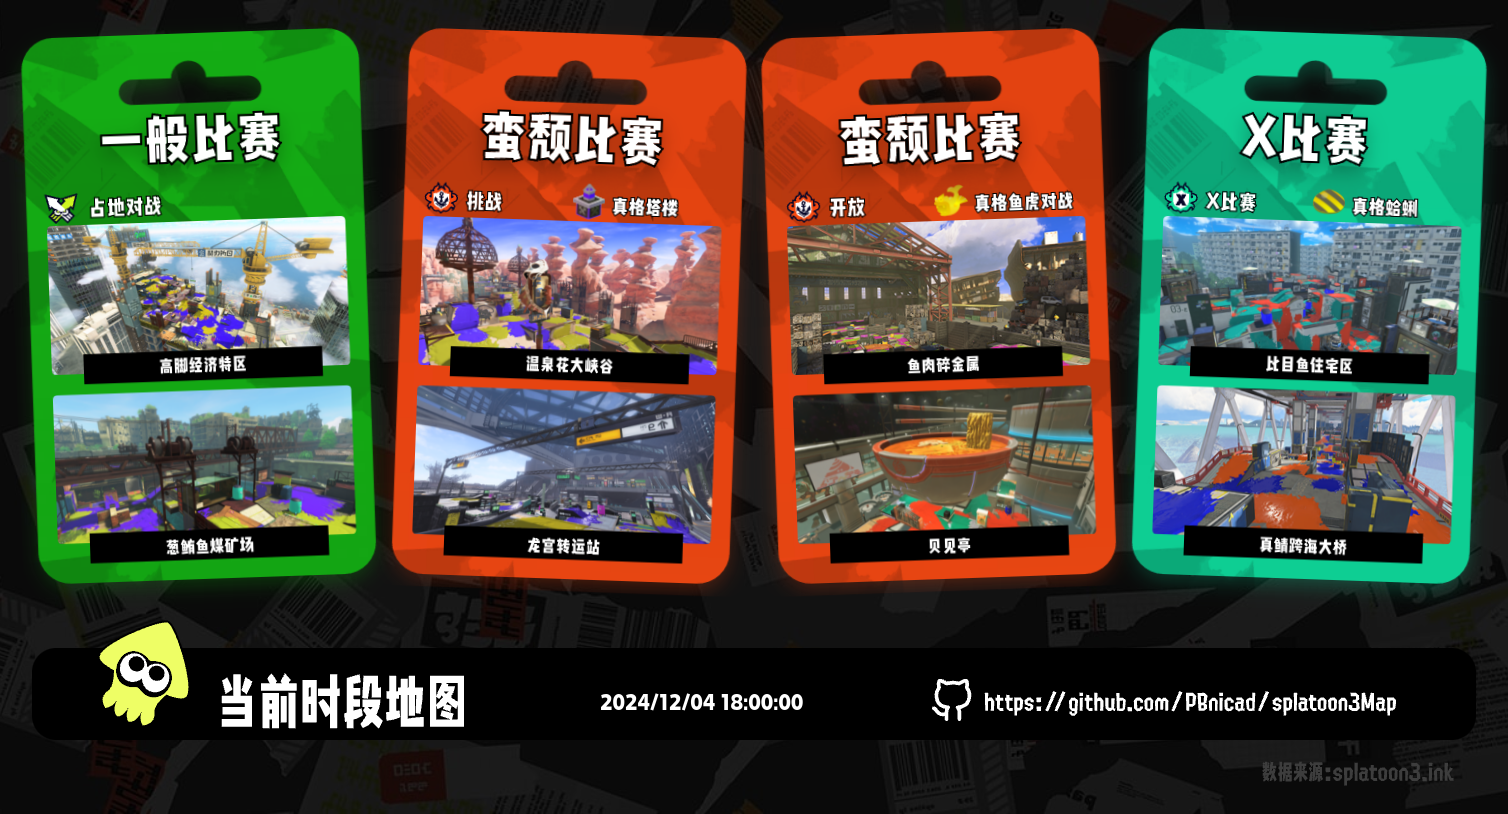 一般比赛
占地对战
高脚经济特区
葱鲔鱼煤矿场
蛮颓比赛
挑战
真格塔楼
温泉花大峡谷
龙宫转运站
蛮颓比赛
开放
真格鱼虎对战
鱼肉碎金属
贝见亭
X比赛
X比赛
真格蛤蜊
比目鱼住宅区
真鲭跨海大桥
当前时段地图
2024/12/04 18:00:00
https://github.com/PBnicad/splatoon3Map
数据来源:splatoon3.ink